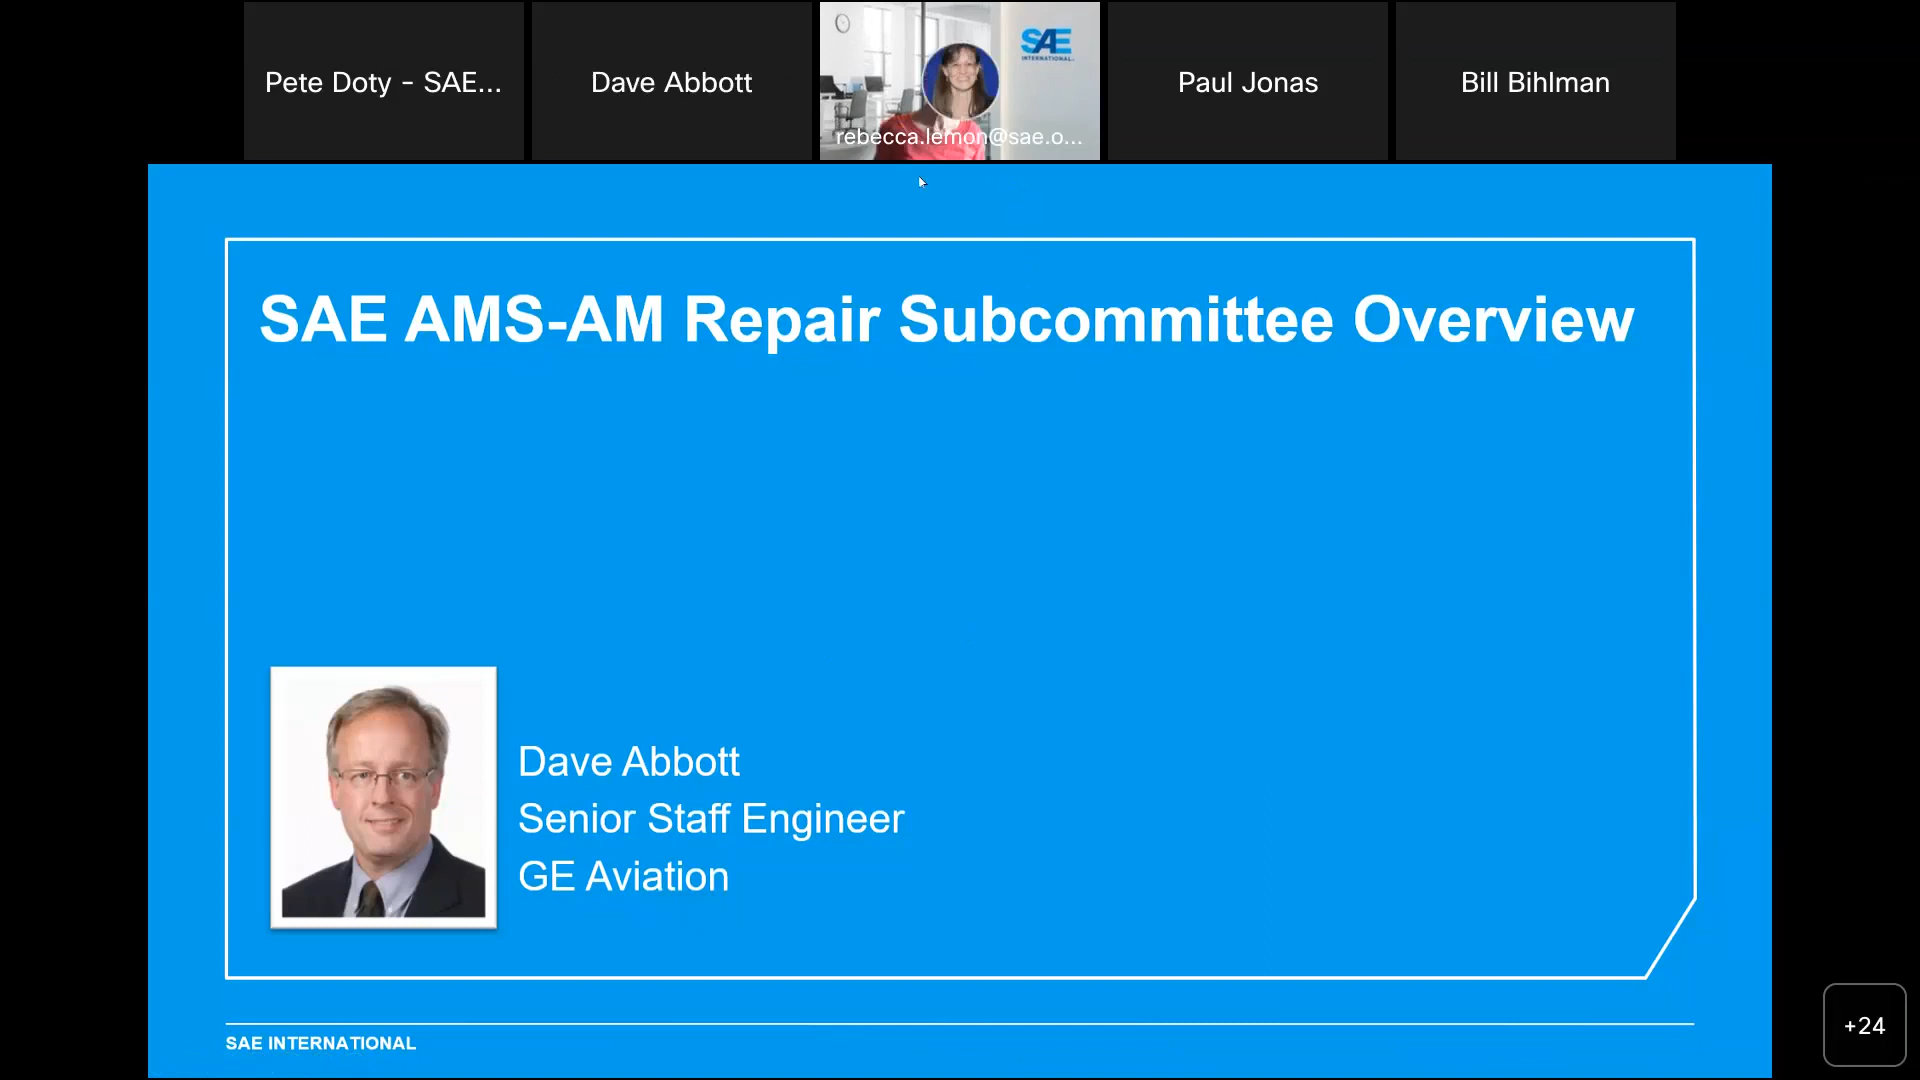 Pete Doty - SAE...
Dave Abbott
SAE
INTERNATIONAL
rebecca.lemon@sae.o...
Paul Jonas
Bill Bihlman
SAE AMS-AM Repair Subcommittee Overview
Dave Abbott
Senior Staff Engineer
GE Aviation
SAE INTERNATIONAL
+24